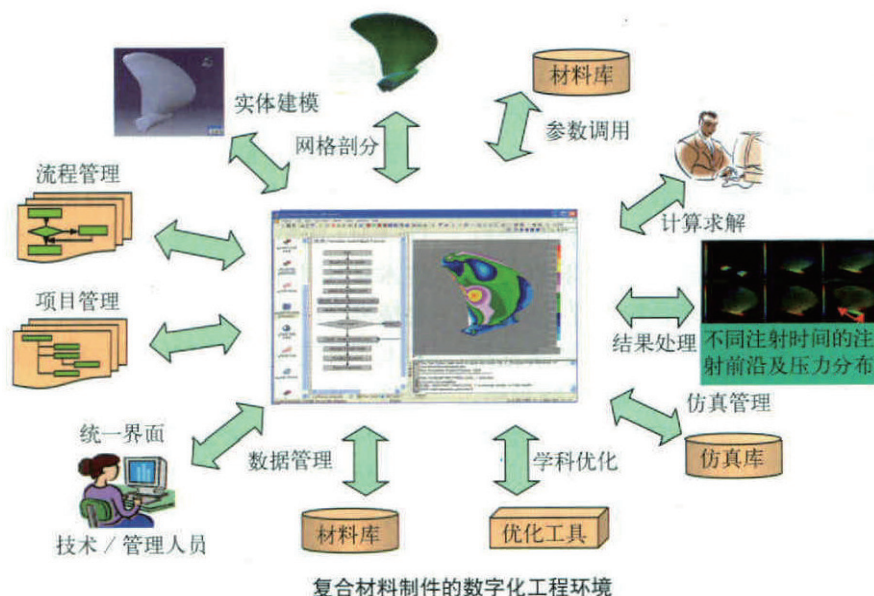 材料库
实体建模
网格剖分
参数调用
流程管理
计算求解
项目管理
结果处理
不同注射时间的注
射前沿及压力分布
仿真管理
统一界面
数据管理
学科优化
仿真库
技术 / 管理人员
材料库
优化工具
复合材料制件的数字化工程环境